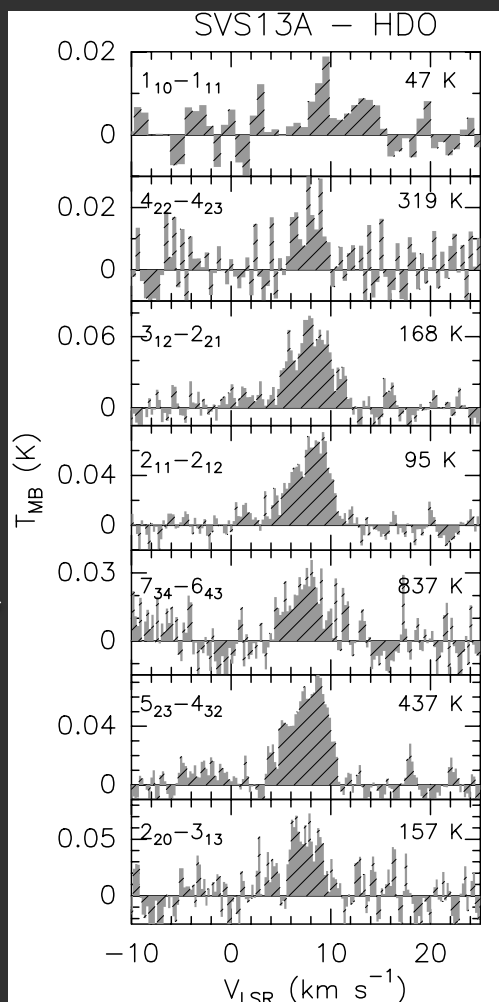 SVS13A – HDO
0.02
1₁₀−1₁₁ 47 K
0
0.02
4₂₂−4₂₃ 319 K
0
0.06
3₁₂−2₂₁ 168 K
0
2₁₁−2₁₂ 95 K
0.04
0
0.03
7₃₄−6₄₃ 837 K
0
5₂₃−4₃₂ 437 K
0.04
0
0.05
2₂₀−3₁₃ 157 K
0
−10 0 10 20
V_LSR (km s⁻¹)
T_MB (K)